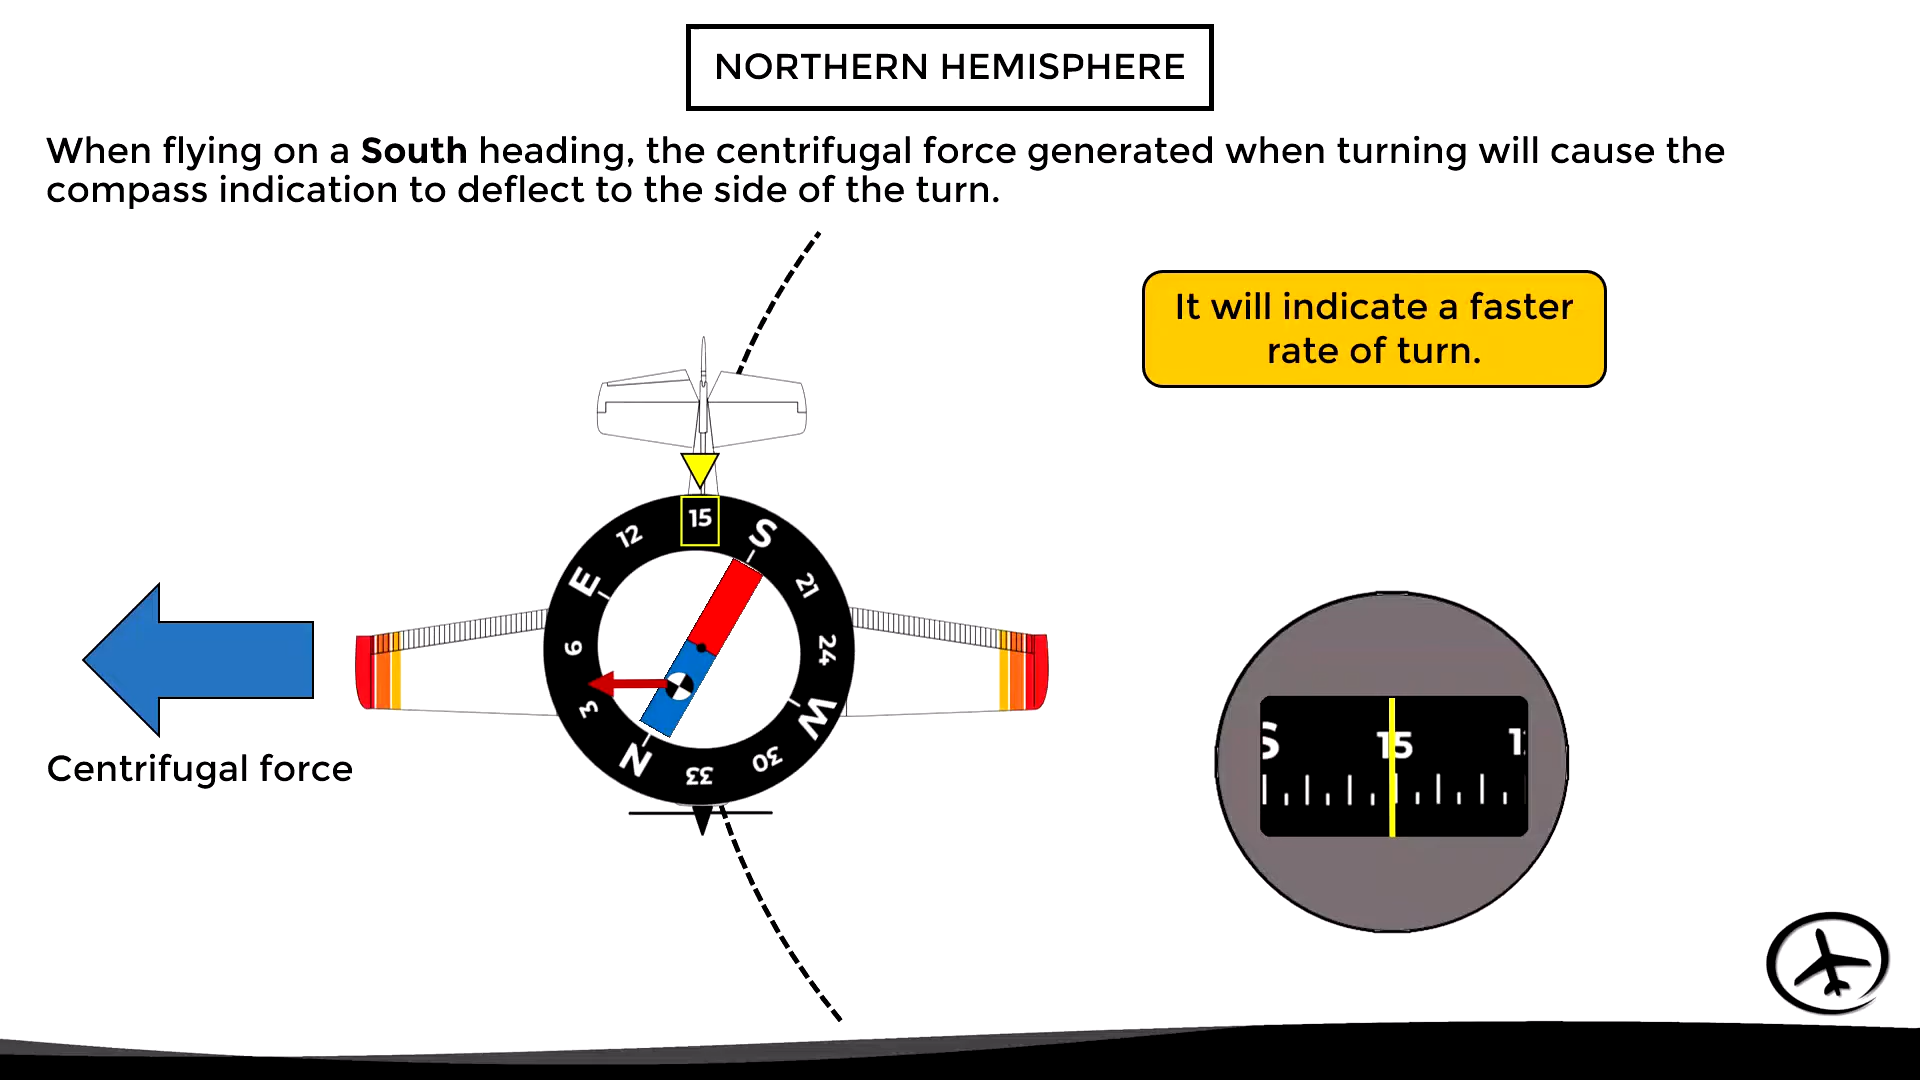 NORTHERN HEMISPHERE
When flying on a South heading, the centrifugal force generated when turning will cause the
compass indication to deflect to the side of the turn.
It will indicate a faster
rate of turn.
15
S
12
21
E
6
24
3
W
N
30
33
Centrifugal force
S 15 1